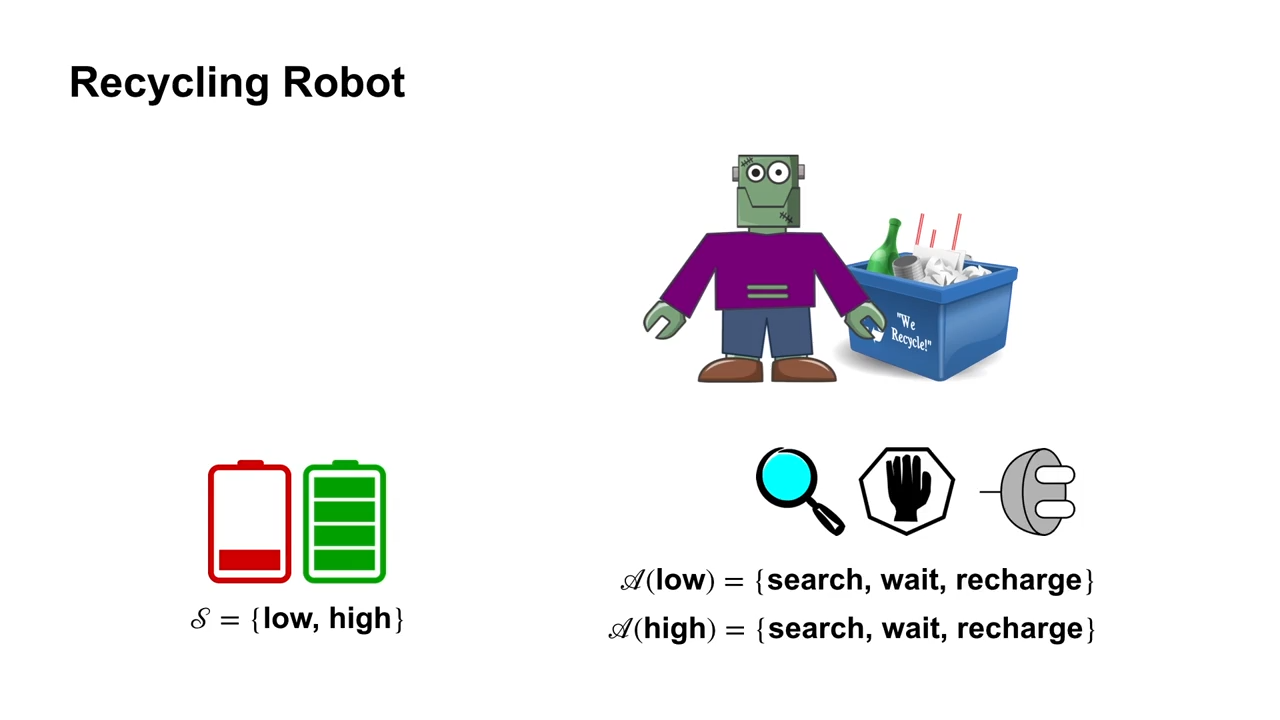 Recycling Robot
"We
Recycle!"
𝒮 = {low, high}
𝒜(low) = {search, wait, recharge}
𝒜(high) = {search, wait, recharge}